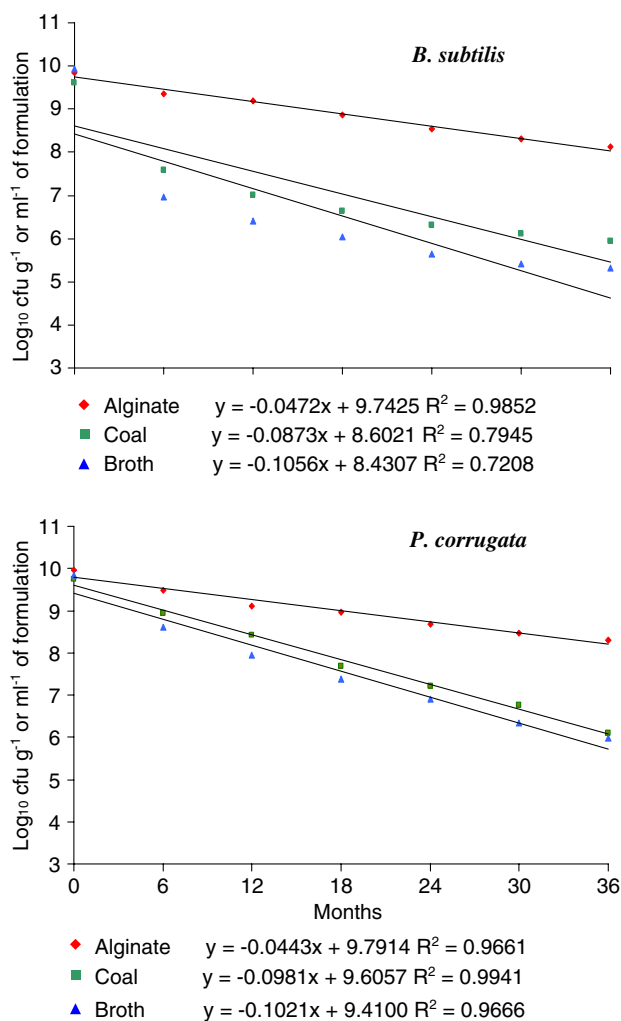 B. subtilis
Log₁₀ cfu g⁻¹ or ml⁻¹ of formulation
11
10
9
8
7
6
5
4
3
Alginate y = -0.0472x + 9.7425 R² = 0.9852
Coal y = -0.0873x + 8.6021 R² = 0.7945
Broth y = -0.1056x + 8.4307 R² = 0.7208
P. corrugata
Log₁₀ cfu g⁻¹ or ml⁻¹ of formulation
11
10
9
8
7
6
5
4
3
0 6 12 18 24 30 36
Months
Alginate y = -0.0443x + 9.7914 R² = 0.9661
Coal y = -0.0981x + 9.6057 R² = 0.9941
Broth y = -0.1021x + 9.4100 R² = 0.9666